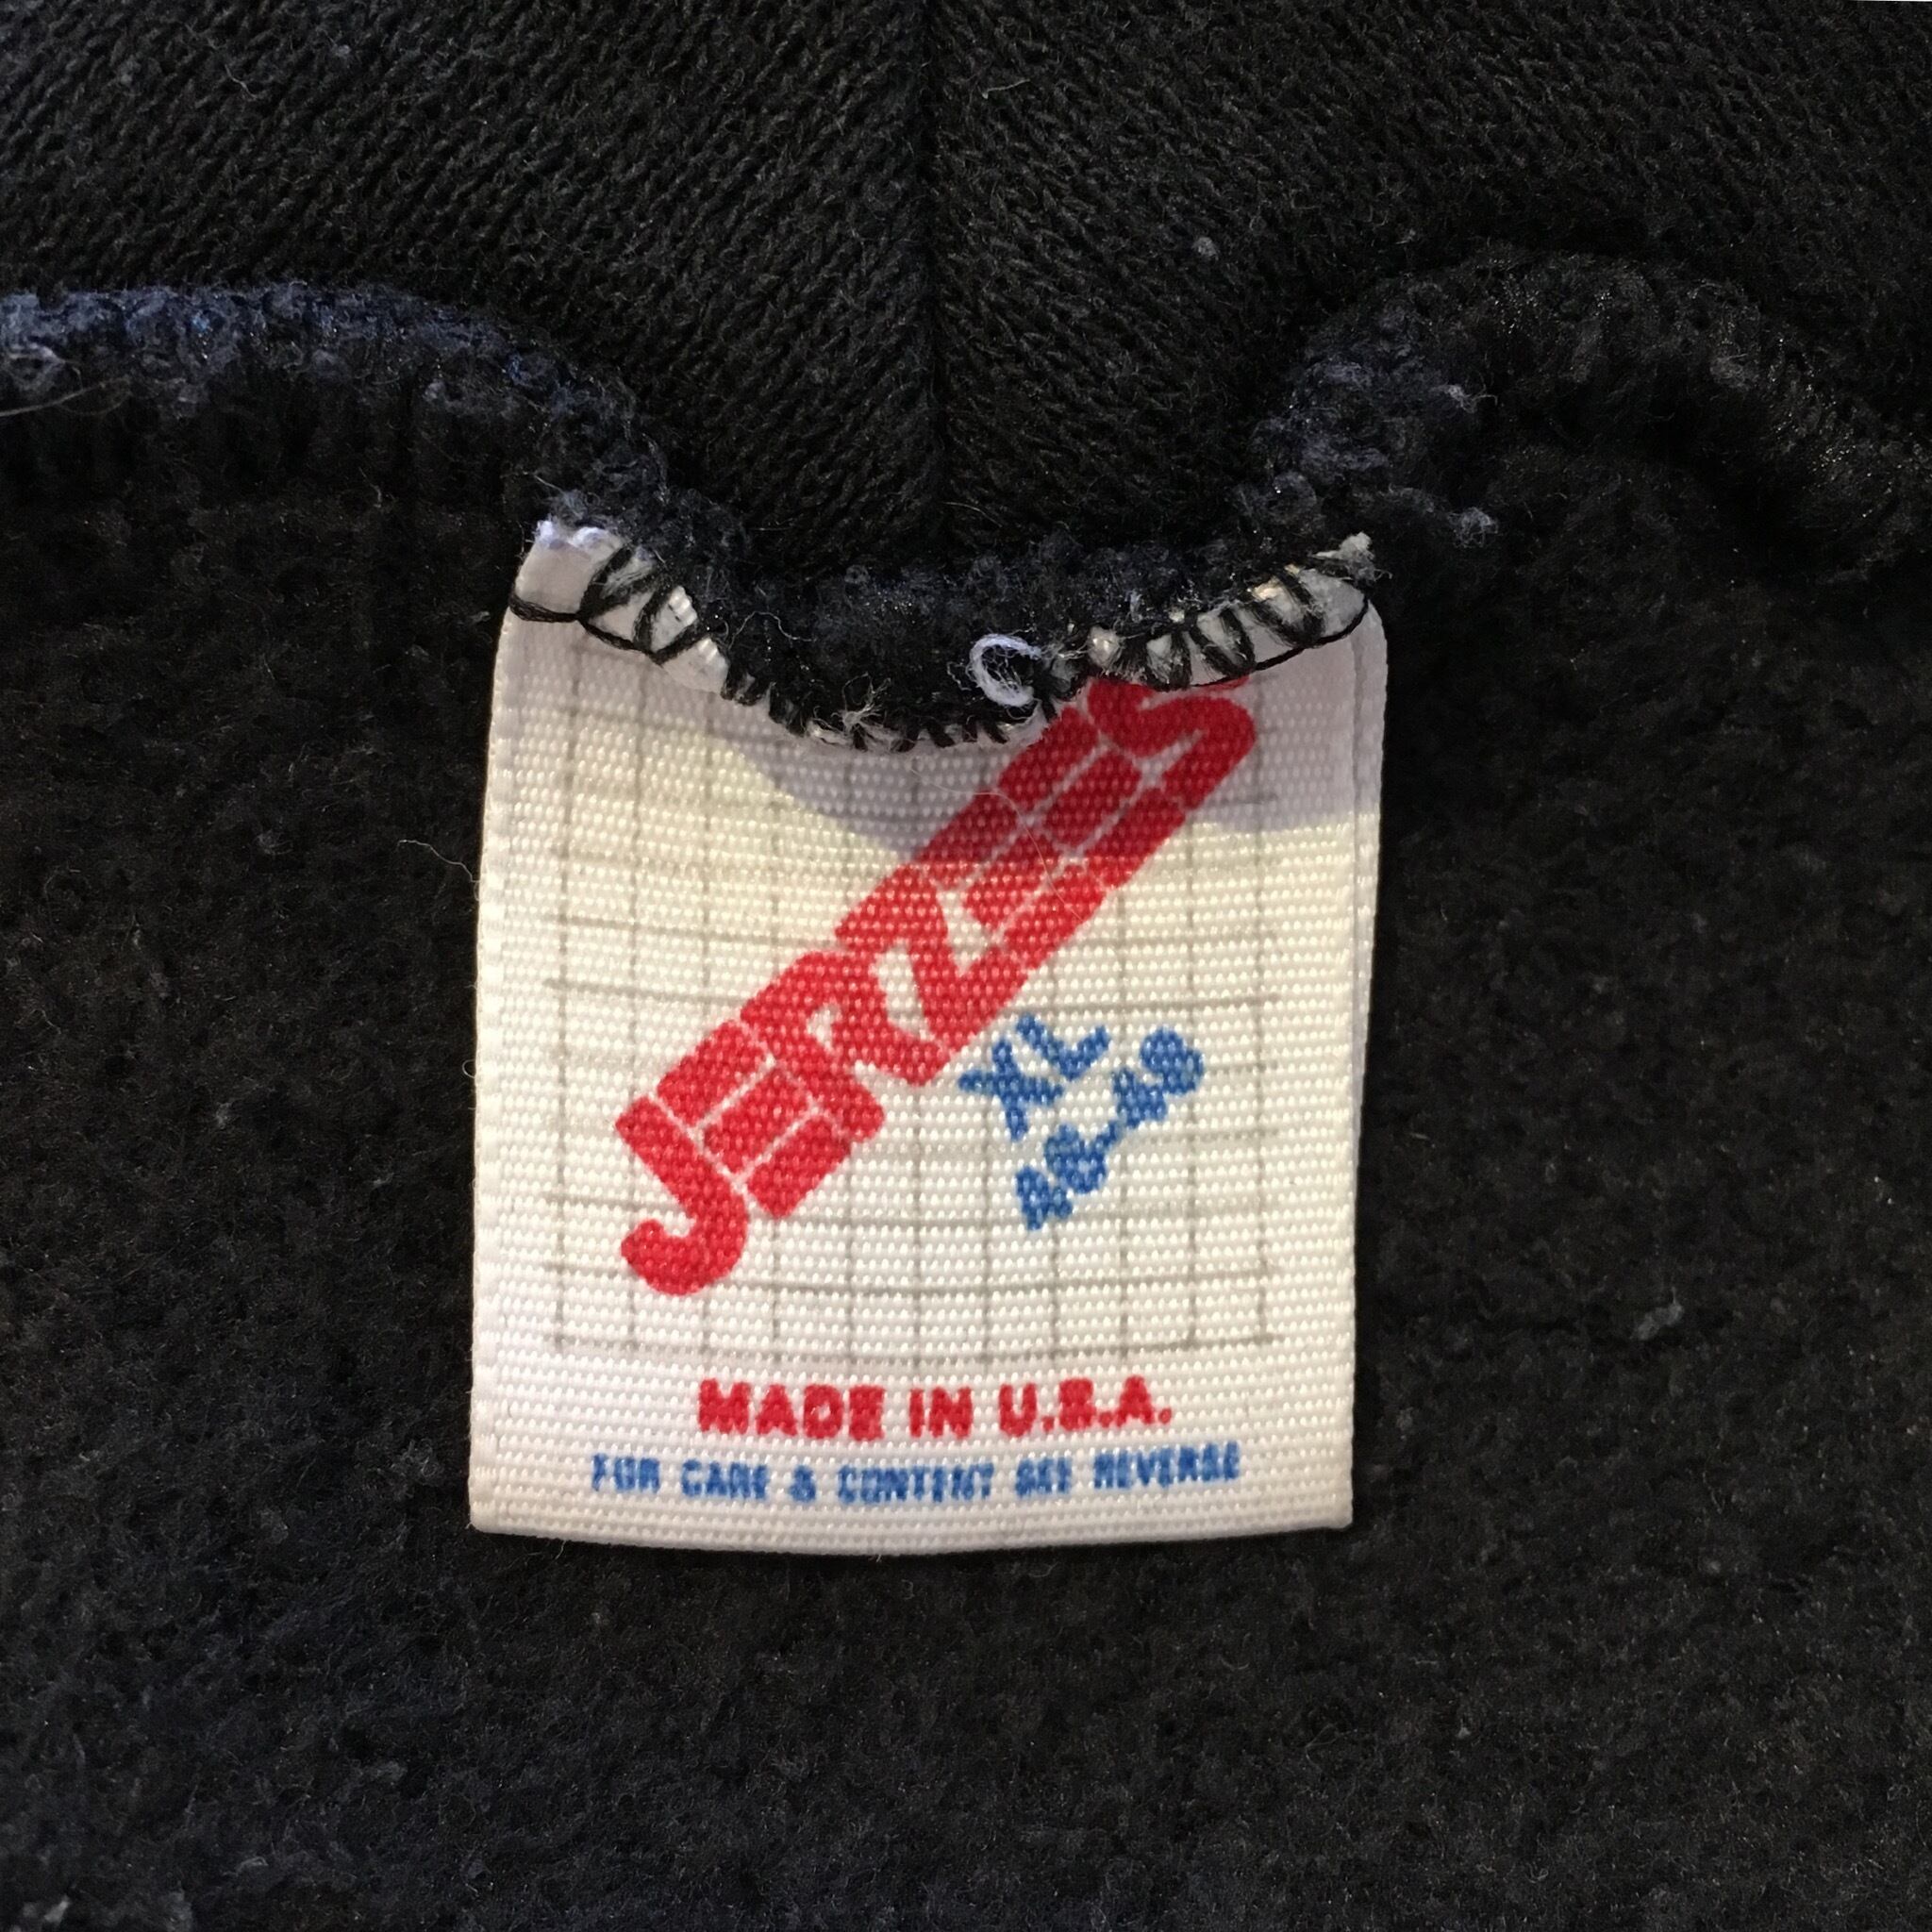 JERZEES
XL
46-48
MADE IN U.S.A.
FOR CARE & CONTENT SEE REVERSE